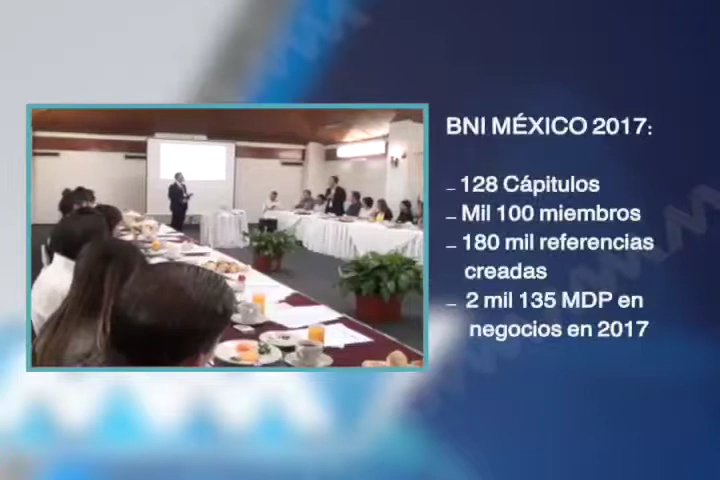 BNI MÉXICO 2017:
– 128 Cápitulos
– Mil 100 miembros
– 180 mil referencias
creadas
– 2 mil 135 MDP en
negocios en 2017